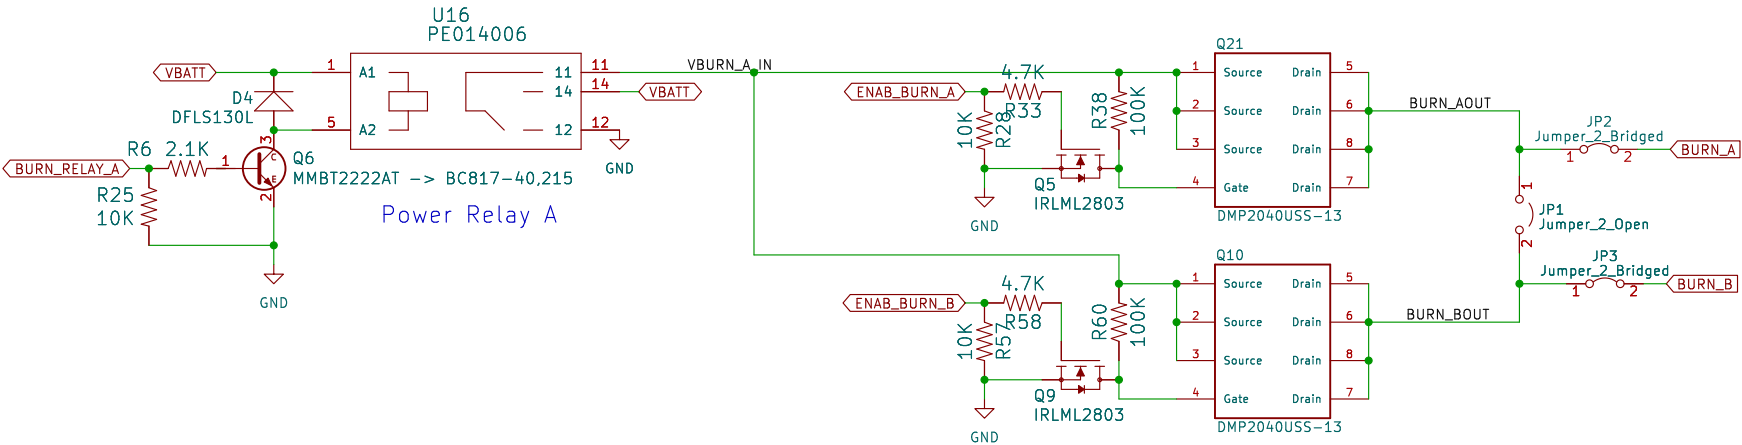 U16
PE014006
VBATT
1
A1
11
11
VBURN_A_IN
14
14
VBATT
D4
DFLS130L
5
A2
12
12
GND
R6
2.1K
3
C
1
E
2
Q6
MMBT2222AT -> BC817-40,215
BURN_RELAY_A
R25
10K
Power Relay A
GND
ENAB_BURN_A
4.7K
R33
10K
R28
R38
100K
Q5
IRLML2803
GND
Q21
1
Source
Drain
5
2
Source
Drain
6
3
Source
Drain
8
4
Gate
Drain
7
DMP2040USS-13
BURN_AOUT
JP2
Jumper_2_Bridged
1
2
BURN_A
1
JP1
Jumper_2_Open
2
JP3
Jumper_2_Bridged
1
2
BURN_B
ENAB_BURN_B
4.7K
R58
10K
R57
R60
100K
Q9
IRLML2803
GND
Q10
1
Source
Drain
5
2
Source
Drain
6
3
Source
Drain
8
4
Gate
Drain
7
DMP2040USS-13
BURN_BOUT